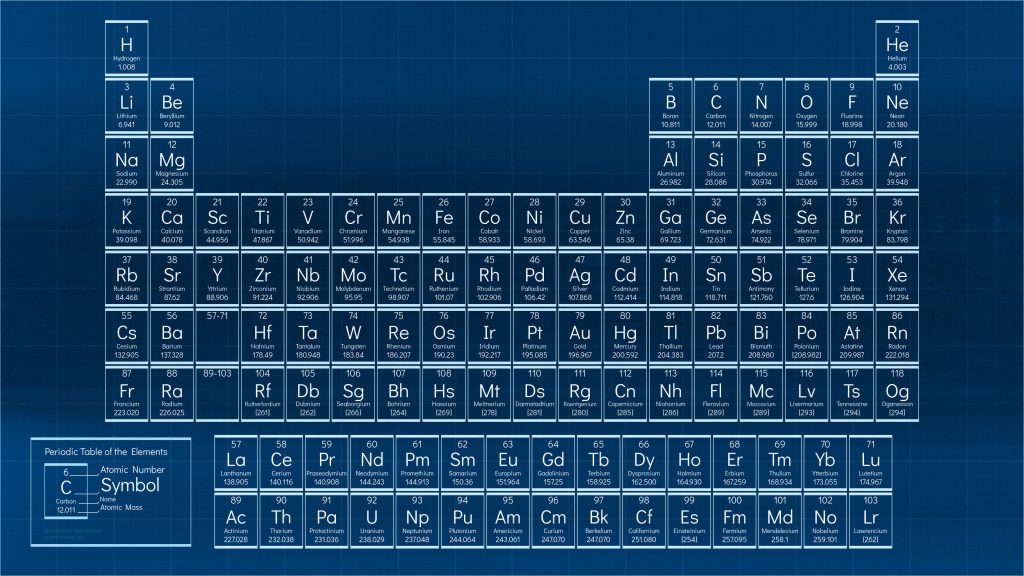 1 2
H He
Hydrogen Helium
1.008 4.003
3 4 5 6 7 8 9 10
Li Be B C N O F Ne
Lithium Beryllium Boron Carbon Nitrogen Oxygen Fluorine Neon
6.941 9.012 10.811 12.011 14.007 15.999 18.998 20.180
11 12 13 14 15 16 17 18
Na Mg Al Si P S Cl Ar
Sodium Magnesium Aluminum Silicon Phosphorus Sulfur Chlorine Argon
22.990 24.305 26.982 28.086 30.974 32.066 35.453 39.948
19 20 21 22 23 24 25 26 27 28 29 30 31 32 33 34 35 36
K Ca Sc Ti V Cr Mn Fe Co Ni Cu Zn Ga Ge As Se Br Kr
Potassium Calcium Scandium Titanium Vanadium Chromium Manganese Iron Cobalt Nickel Copper Zinc Gallium Germanium Arsenic Selenium Bromine Krypton
39.098 40.078 44.956 47.867 50.942 51.996 54.938 55.845 58.933 58.693 63.546 65.38 69.723 72.631 74.922 78.971 79.904 83.798
37 38 39 40 41 42 43 44 45 46 47 48 49 50 51 52 53 54
Rb Sr Y Zr Nb Mo Tc Ru Rh Pd Ag Cd In Sn Sb Te I Xe
Rubidium Strontium Yttrium Zirconium Niobium Molybdenum Technetium Ruthenium Rhodium Palladium Silver Cadmium Indium Tin Antimony Tellurium Iodine Xenon
84.468 87.62 88.906 91.224 92.906 95.95 98.907 101.07 102.906 106.42 107.868 112.414 114.818 118.711 121.760 127.6 126.904 131.294
55 56 57-71 72 73 74 75 76 77 78 79 80 81 82 83 84 85 86
Cs Ba Hf Ta W Re Os Ir Pt Au Hg Tl Pb Bi Po At Rn
Cesium Barium Hafnium Tantalum Tungsten Rhenium Osmium Iridium Platinum Gold Mercury Thallium Lead Bismuth Polonium Astatine Radon
132.905 137.328 178.49 180.948 183.84 186.207 190.23 192.217 195.085 196.967 200.592 204.383 207.2 208.980 [208.982] 209.987 222.018
87 88 89-103 104 105 106 107 108 109 110 111 112 113 114 115 116 117 118
Fr Ra Rf Db Sg Bh Hs Mt Ds Rg Cn Nh Fl Mc Lv Ts Og
Francium Radium Rutherfordium Dubnium Seaborgium Bohrium Hassium Meitnerium Darmstadtium Roentgenium Copernicium Nihonium Flerovium Moscovium Livermorium Tennessine Oganesson
223.020 226.025 [261] [262] [266] [264] [269] [278] [281] [280] [285] [286] [289] [289] [293] [294] [294]
Periodic Table of the Elements
6 Atomic Number
C Symbol
Carbon Name
12.011 Atomic Mass
57 58 59 60 61 62 63 64 65 66 67 68 69 70 71
La Ce Pr Nd Pm Sm Eu Gd Tb Dy Ho Er Tm Yb Lu
Lanthanum Cerium Praseodymium Neodymium Promethium Samarium Europium Gadolinium Terbium Dysprosium Holmium Erbium Thulium Ytterbium Lutetium
138.905 140.116 140.908 144.243 144.913 150.36 151.964 157.25 158.925 162.500 164.930 167.259 168.934 173.055 174.967
89 90 91 92 93 94 95 96 97 98 99 100 101 102 103
Ac Th Pa U Np Pu Am Cm Bk Cf Es Fm Md No Lr
Actinium Thorium Protactinium Uranium Neptunium Plutonium Americium Curium Berkelium Californium Einsteinium Fermium Mendelevium Nobelium Lawrencium
227.028 232.038 231.036 238.029 237.048 244.064 243.061 247.070 247.070 251.080 [254] 257.095 258.1 259.101 [262]